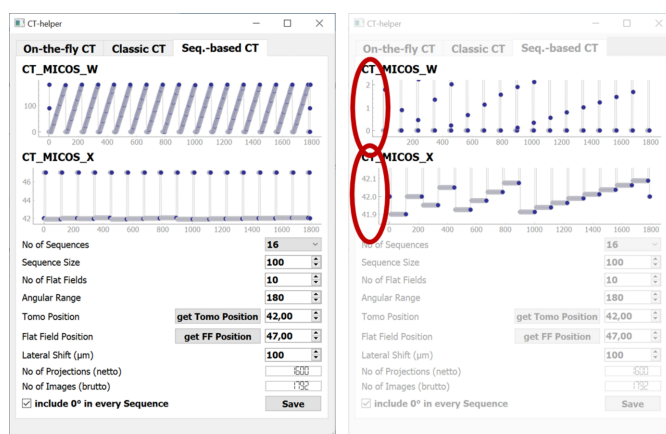 CT-helper
On-the-fly CT Classic CT Seq.-based CT
CT_MICOS_W
100
0
0 200 400 600 800 1000 1200 1400 1600 1800
CT_MICOS_X
46
44
42
0 200 400 600 800 1000 1200 1400 1600 1800
No of Sequences 16
Sequence Size 100
No of Flat Fields 10
Angular Range 180
Tomo Position get Tomo Position 42,00
Flat Field Position get FF Position 47,00
Lateral Shift (µm) 100
No of Projections (netto) 1600
No of Images (brutto) 1792
include 0° in every Sequence Save
CT-helper
On-the-fly CT Classic CT Seq.-based CT
CT_MICOS_W
2
1
0
0 200 400 600 800 1000 1200 1400 1600 1800
CT_MICOS_X
42.1
42.0
41.9
0 200 400 600 800 1000 1200 1400 1600 1800
No of Sequences 16
Sequence Size 100
No of Flat Fields 10
Angular Range 180
Tomo Position get Tomo Position 42,00
Flat Field Position get FF Position 47,00
Lateral Shift (µm) 100
No of Projections (netto) 1600
No of Images (brutto) 1792
include 0° in every Sequence Save